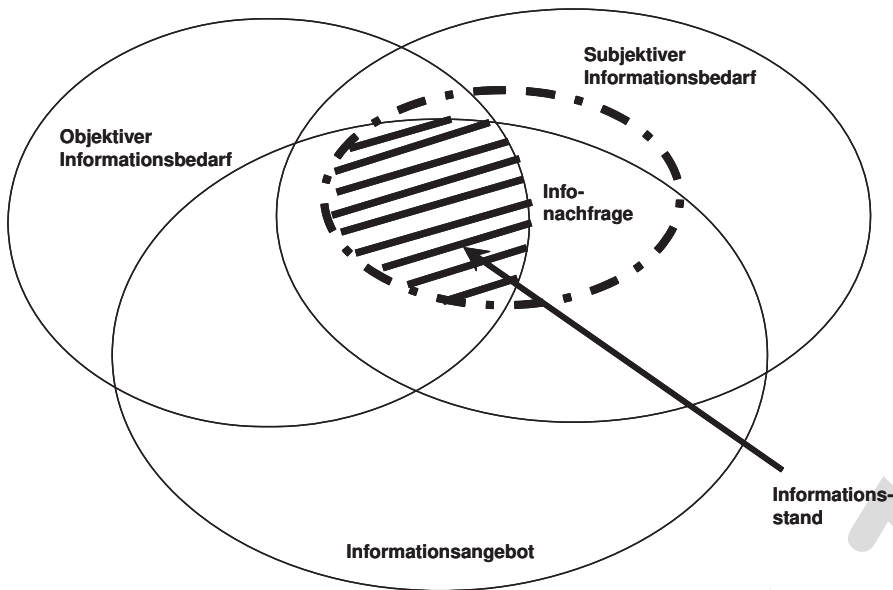 Subjektiver
Informationsbedarf
Objektiver
Informationsbedarf
Info-
nachfrage
Informations-
stand
Informationsangebot